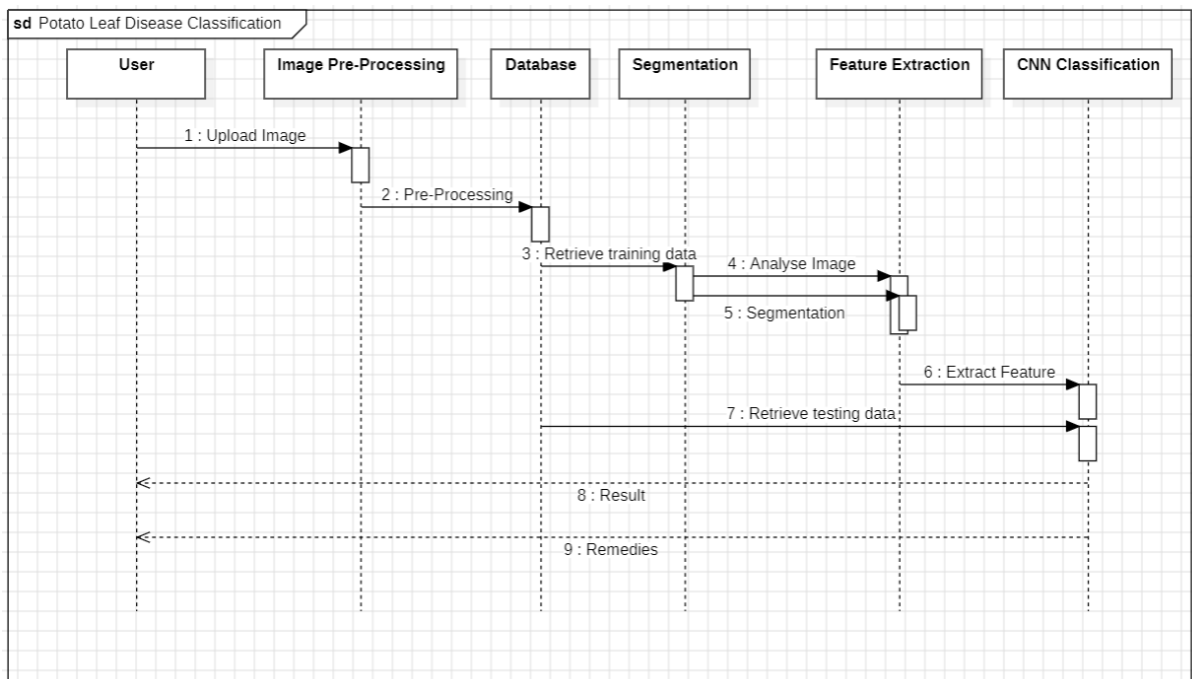 sd Potato Leaf Disease Classification
User
Image Pre-Processing
Database
Segmentation
Feature Extraction
CNN Classification
1 : Upload Image
2 : Pre-Processing
3 : Retrieve training data
4 : Analyse Image
5 : Segmentation
6 : Extract Feature
7 : Retrieve testing data
8 : Result
9 : Remedies